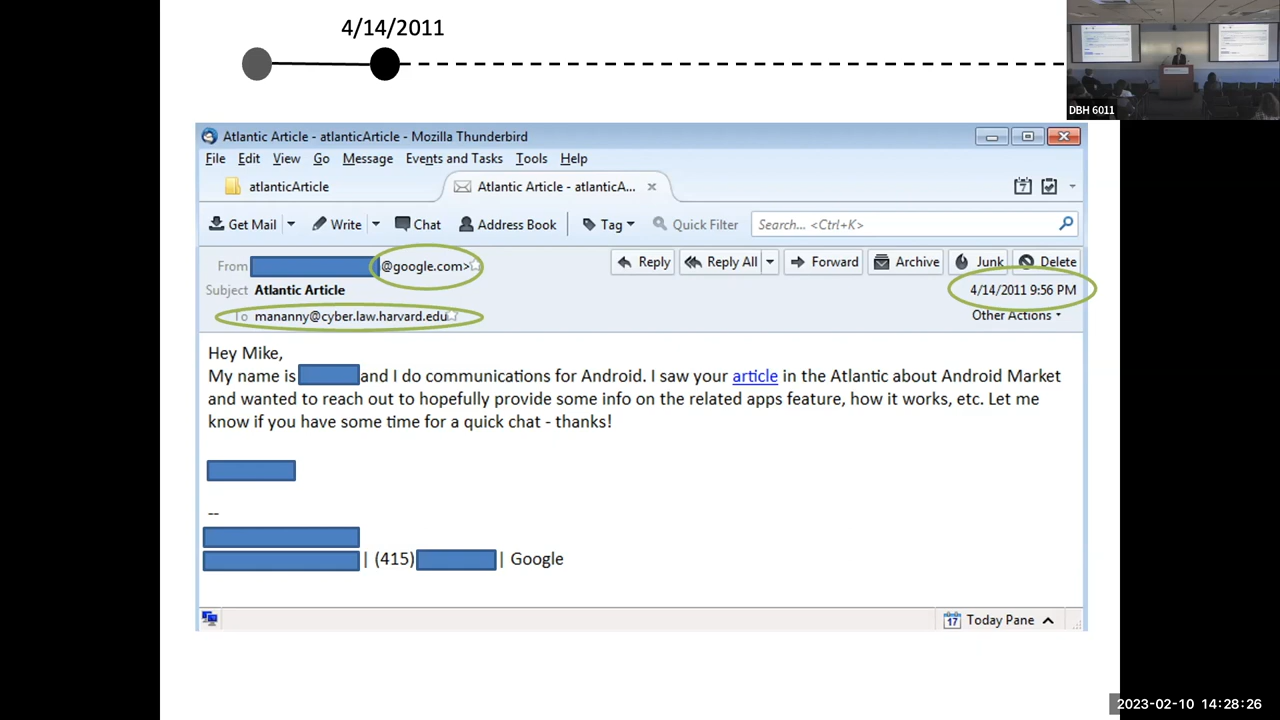 4/14/2011
DBH 6011
Atlantic Article - atlanticArticle - Mozilla Thunderbird
File Edit View Go Message Events and Tasks Tools Help
atlanticArticle Atlantic Article - atlanticA...
7
Get Mail Write Chat Address Book Tag Quick Filter Search... <Ctrl+K>
From @google.com> Reply Reply All Forward Archive Junk Delete
Subject Atlantic Article 4/14/2011 9:56 PM
To mananny@cyber.law.harvard.edu Other Actions
Hey Mike,
My name is and I do communications for Android. I saw your article in the Atlantic about Android Market
and wanted to reach out to hopefully provide some info on the related apps feature, how it works, etc. Let me
know if you have some time for a quick chat - thanks!
--
| (415) | Google
17 Today Pane
2023-02-10 14:28:26